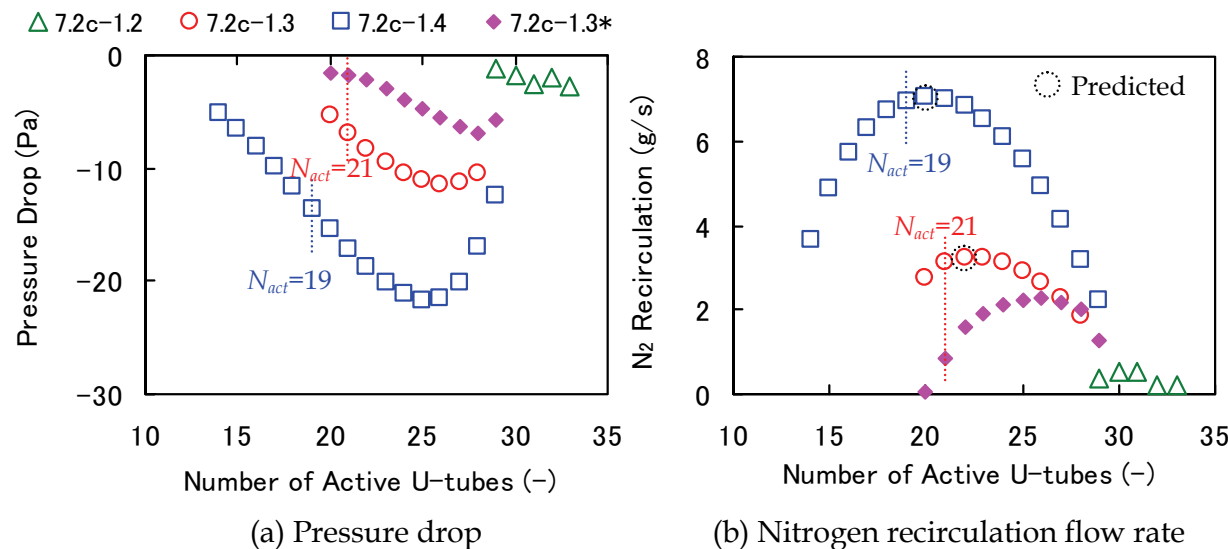 7.2c-1.2 7.2c-1.3 7.2c-1.4 7.2c-1.3*
Pressure Drop (Pa)
0
-10
-20
-30
10 15 20 25 30 35
N_act=21
N_act=19
Number of Active U-tubes (-)
(a) Pressure drop
N₂ Recirculation (g/s)
8
6
4
2
0
10 15 20 25 30 35
Predicted
N_act=19
N_act=21
Number of Active U-tubes (-)
(b) Nitrogen recirculation flow rate